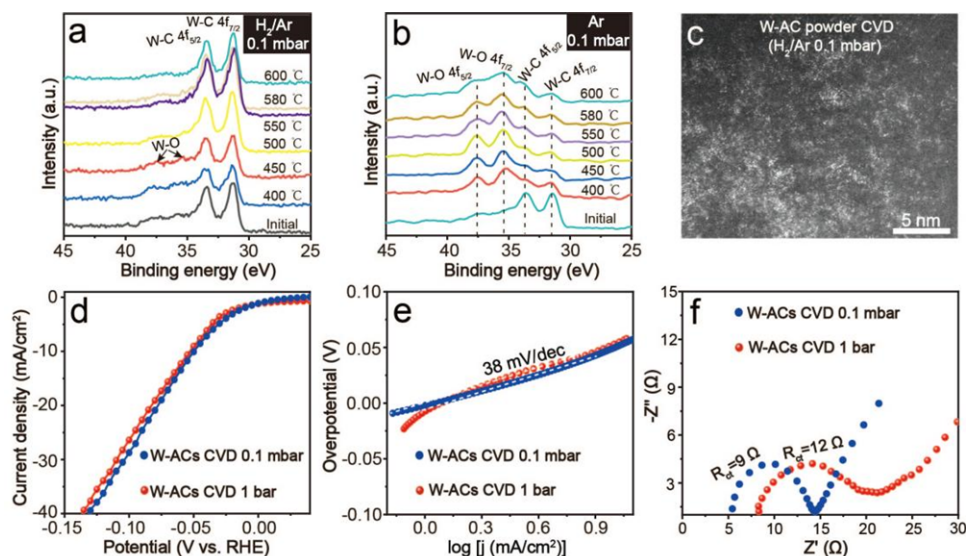 a
H₂/Ar
0.1 mbar
W-C 4f₇/₂
W-C 4f₅/₂
W-O
600 ℃
580 ℃
550 ℃
500 ℃
450 ℃
400 ℃
Initial
Intensity (a.u.)
45 40 35 30 25
Binding energy (eV)
b
Ar
0.1 mbar
W-O 4f₅/₂
W-O 4f₇/₂
W-C 4f₅/₂
W-C 4f₇/₂
600 ℃
580 ℃
550 ℃
500 ℃
450 ℃
400 ℃
Initial
Intensity (a.u.)
45 40 35 30 25
Binding energy (eV)
c
W-AC powder CVD
(H₂/Ar 0.1 mbar)
5 nm
d
0
-10
-20
-30
-40
Current density (mA/cm²)
W-ACs CVD 0.1 mbar
W-ACs CVD 1 bar
-0.15 -0.10 -0.05 0.00
Potential (V vs. RHE)
e
0.10
0.05
0.00
-0.05
-0.10
Overpotential (V)
38 mV/dec
W-ACs CVD 0.1 mbar
W-ACs CVD 1 bar
0.0 0.3 0.6 0.9
log [j (mA/cm²)]
f
15
12
9
6
3
-Z'' (Ω)
W-ACs CVD 0.1 mbar
W-ACs CVD 1 bar
R_ct=9 Ω
R_ct=12 Ω
0 5 10 15 20 25 30
Z' (Ω)